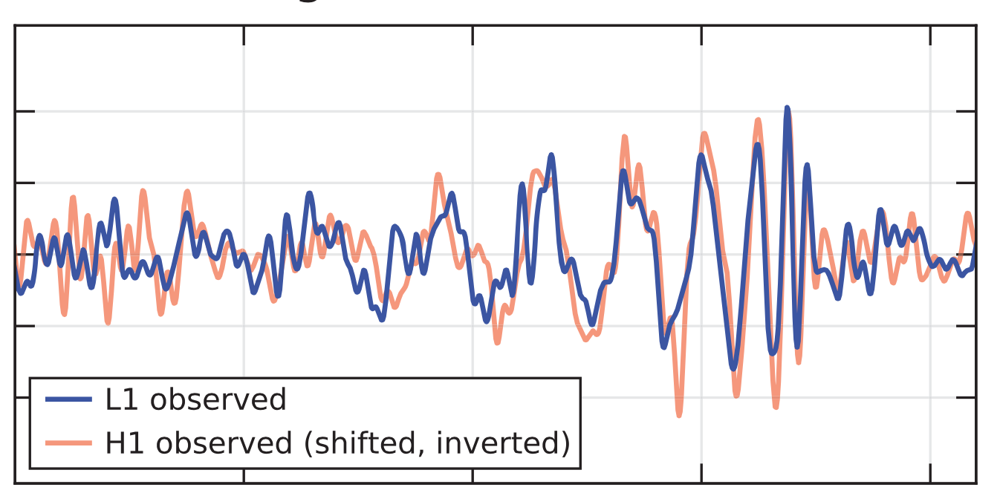 L1 observed
H1 observed (shifted, inverted)